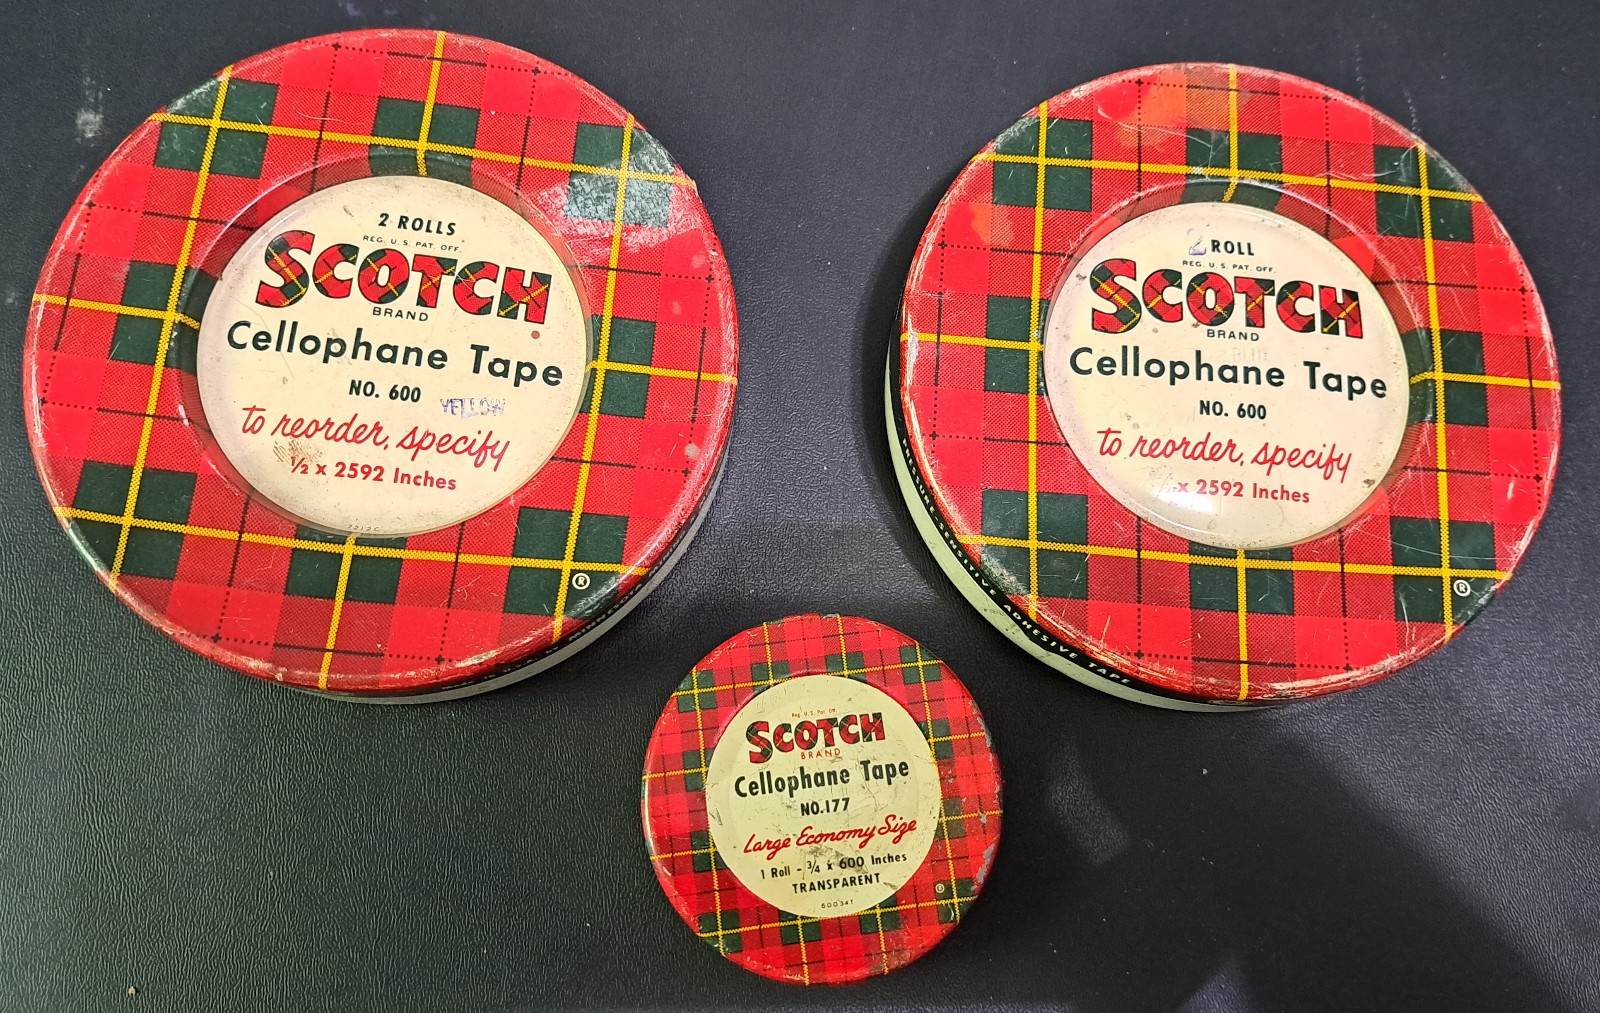 2 ROLLS
REG. U.S. PAT. OFF.
SCOTCH
BRAND
Cellophane Tape
NO. 600
YELLOW
to reorder, specify
½ x 2592 Inches
7212C
®
2 ROLL
REG. U.S. PAT. OFF.
SCOTCH
BRAND
Cellophane Tape
NO. 600
to reorder, specify
x 2592 Inches
®
PRESSURE-SENSITIVE ADHESIVE TAPE
Reg. U.S. Pat. Off.
SCOTCH
BRAND
Cellophane Tape
NO.177
Large Economy Size
1 Roll - ¾ x 600 Inches
TRANSPARENT
60034T
®